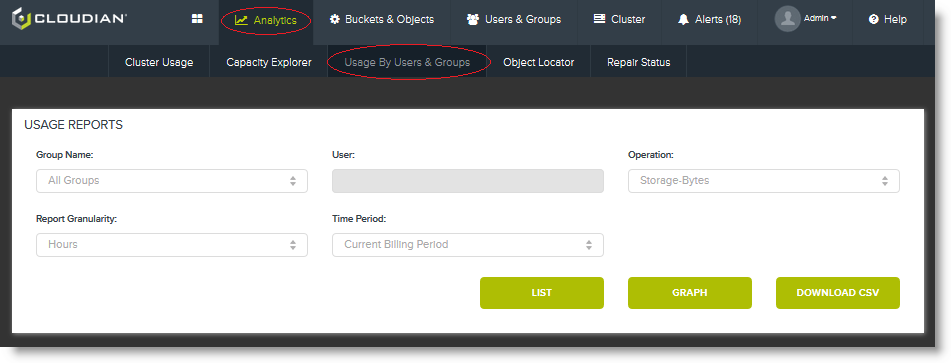 CLOUDIAN® Analytics Buckets & Objects Users & Groups Cluster Alerts (18) Admin Help
Cluster Usage Capacity Explorer Usage By Users & Groups Object Locator Repair Status
USAGE REPORTS
Group Name: User: Operation:
All Groups Storage-Bytes
Report Granularity: Time Period:
Hours Current Billing Period
LIST GRAPH DOWNLOAD CSV